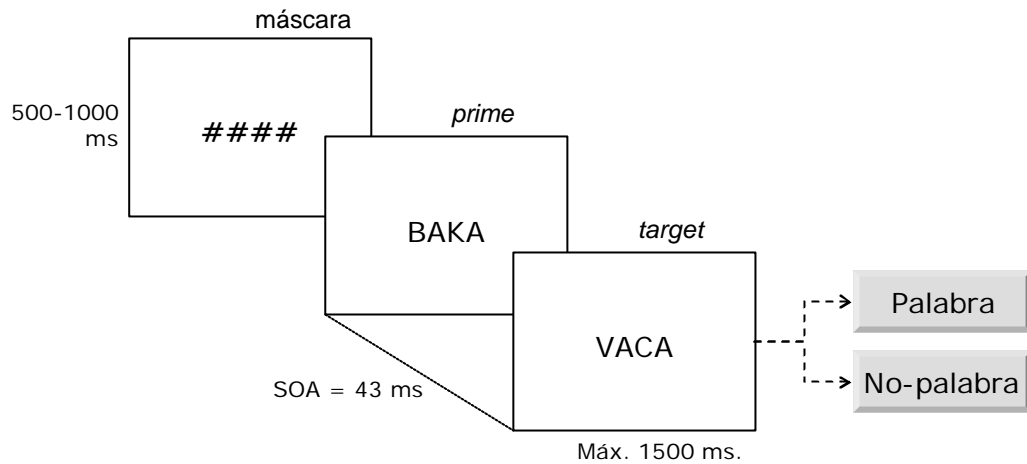 máscara
500-1000
ms
####
prime
BAKA
target
VACA
SOA = 43 ms
Máx. 1500 ms.
Palabra
No-palabra